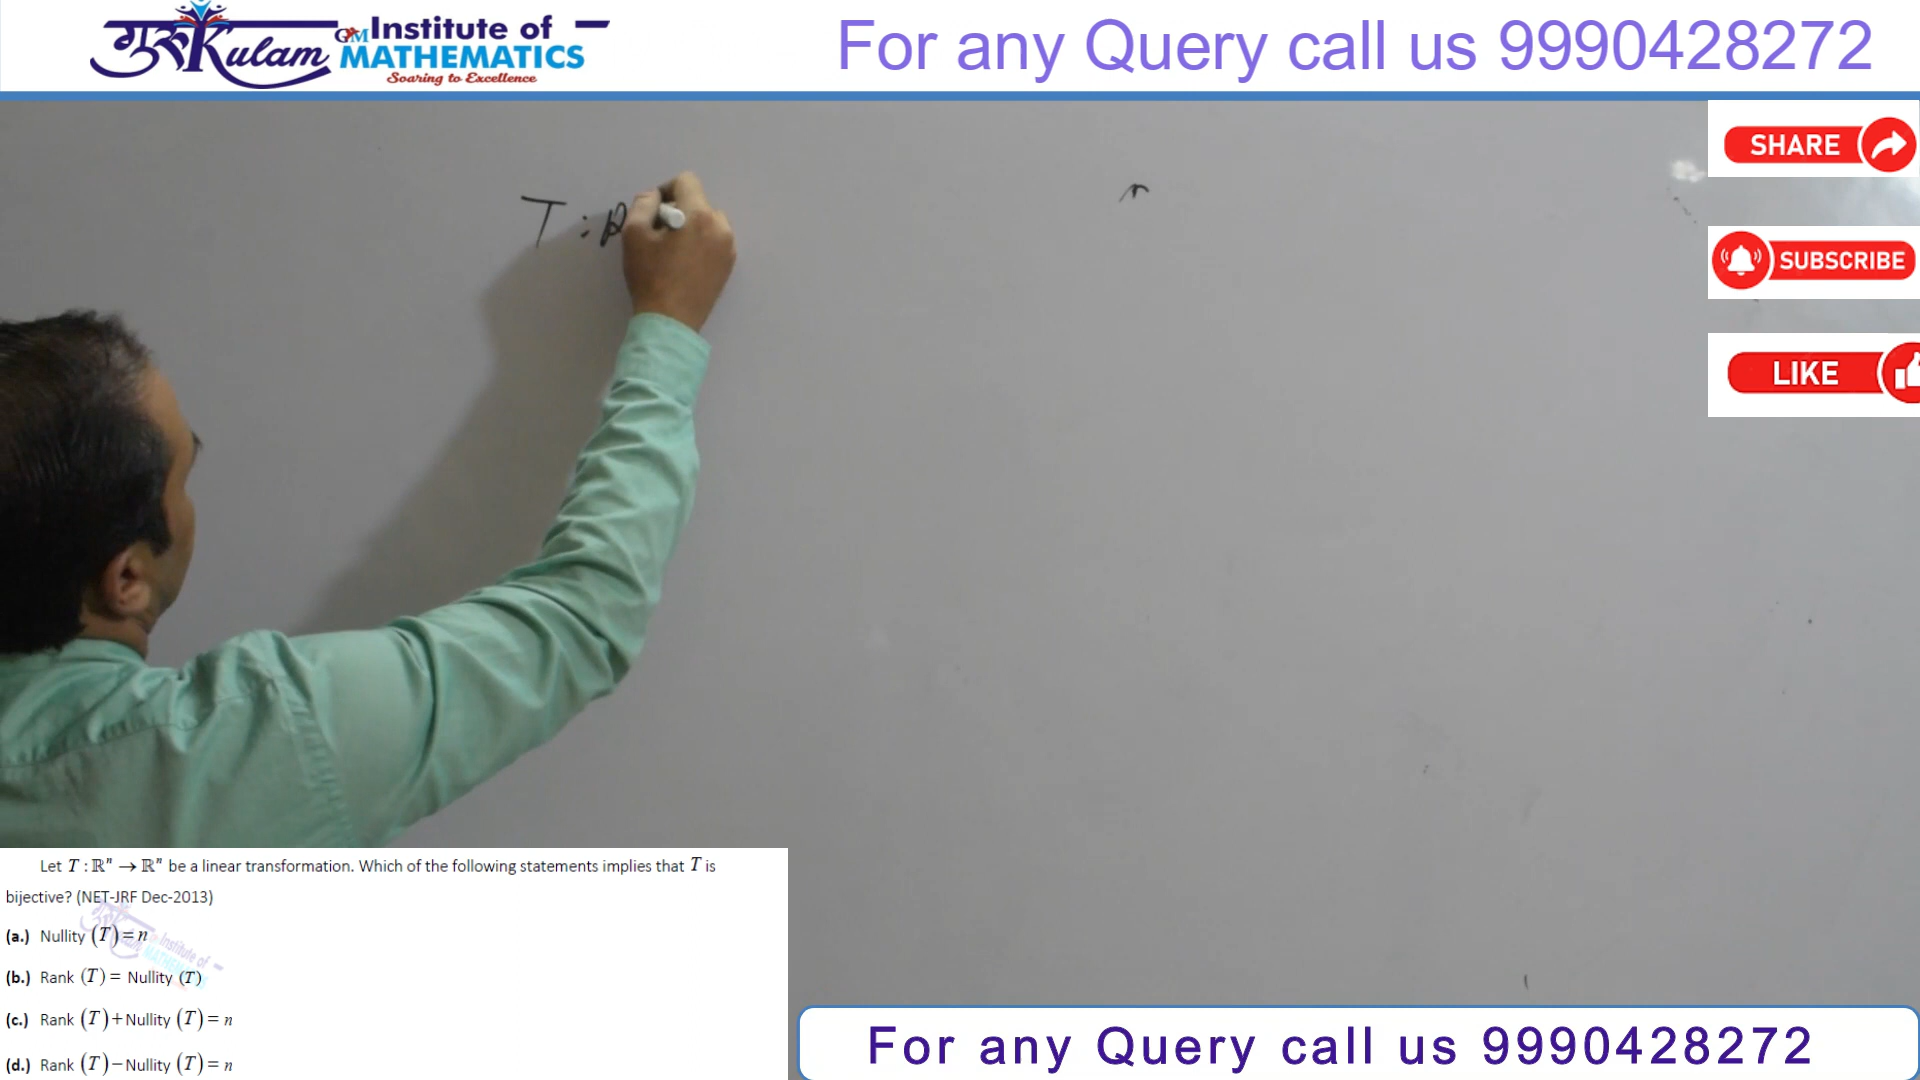 गुरुKulam GM Institute of
MATHEMATICS
Soaring to Excellence
For any Query call us 9990428272
SHARE
SUBSCRIBE
LIKE
T : R
Let T : ℝⁿ → ℝⁿ be a linear transformation. Which of the following statements implies that T is
bijective? (NET-JRF Dec-2013)
(a.) Nullity (T) = n
(b.) Rank (T) = Nullity (T)
(c.) Rank (T) + Nullity (T) = n
(d.) Rank (T) − Nullity (T) = n
For any Query call us 9990428272